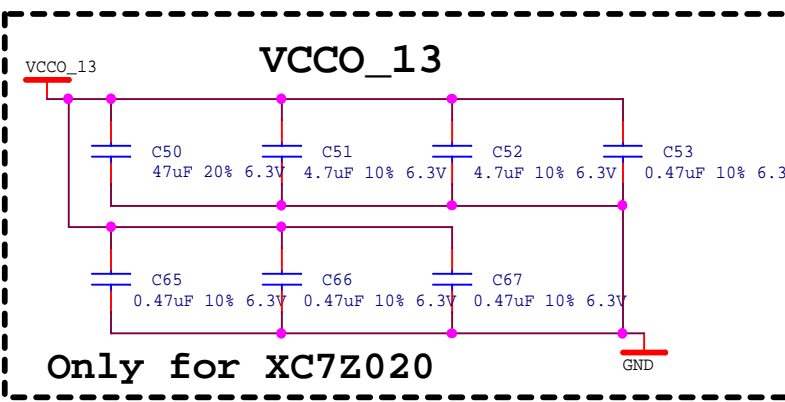 VCCO_13
VCCO_13
C50
47uF 20% 6.3V
C51
4.7uF 10% 6.3V
C52
4.7uF 10% 6.3V
C53
0.47uF 10% 6.3
C65
0.47uF 10% 6.3V
C66
0.47uF 10% 6.3V
C67
0.47uF 10% 6.3V
Only for XC7Z020
GND